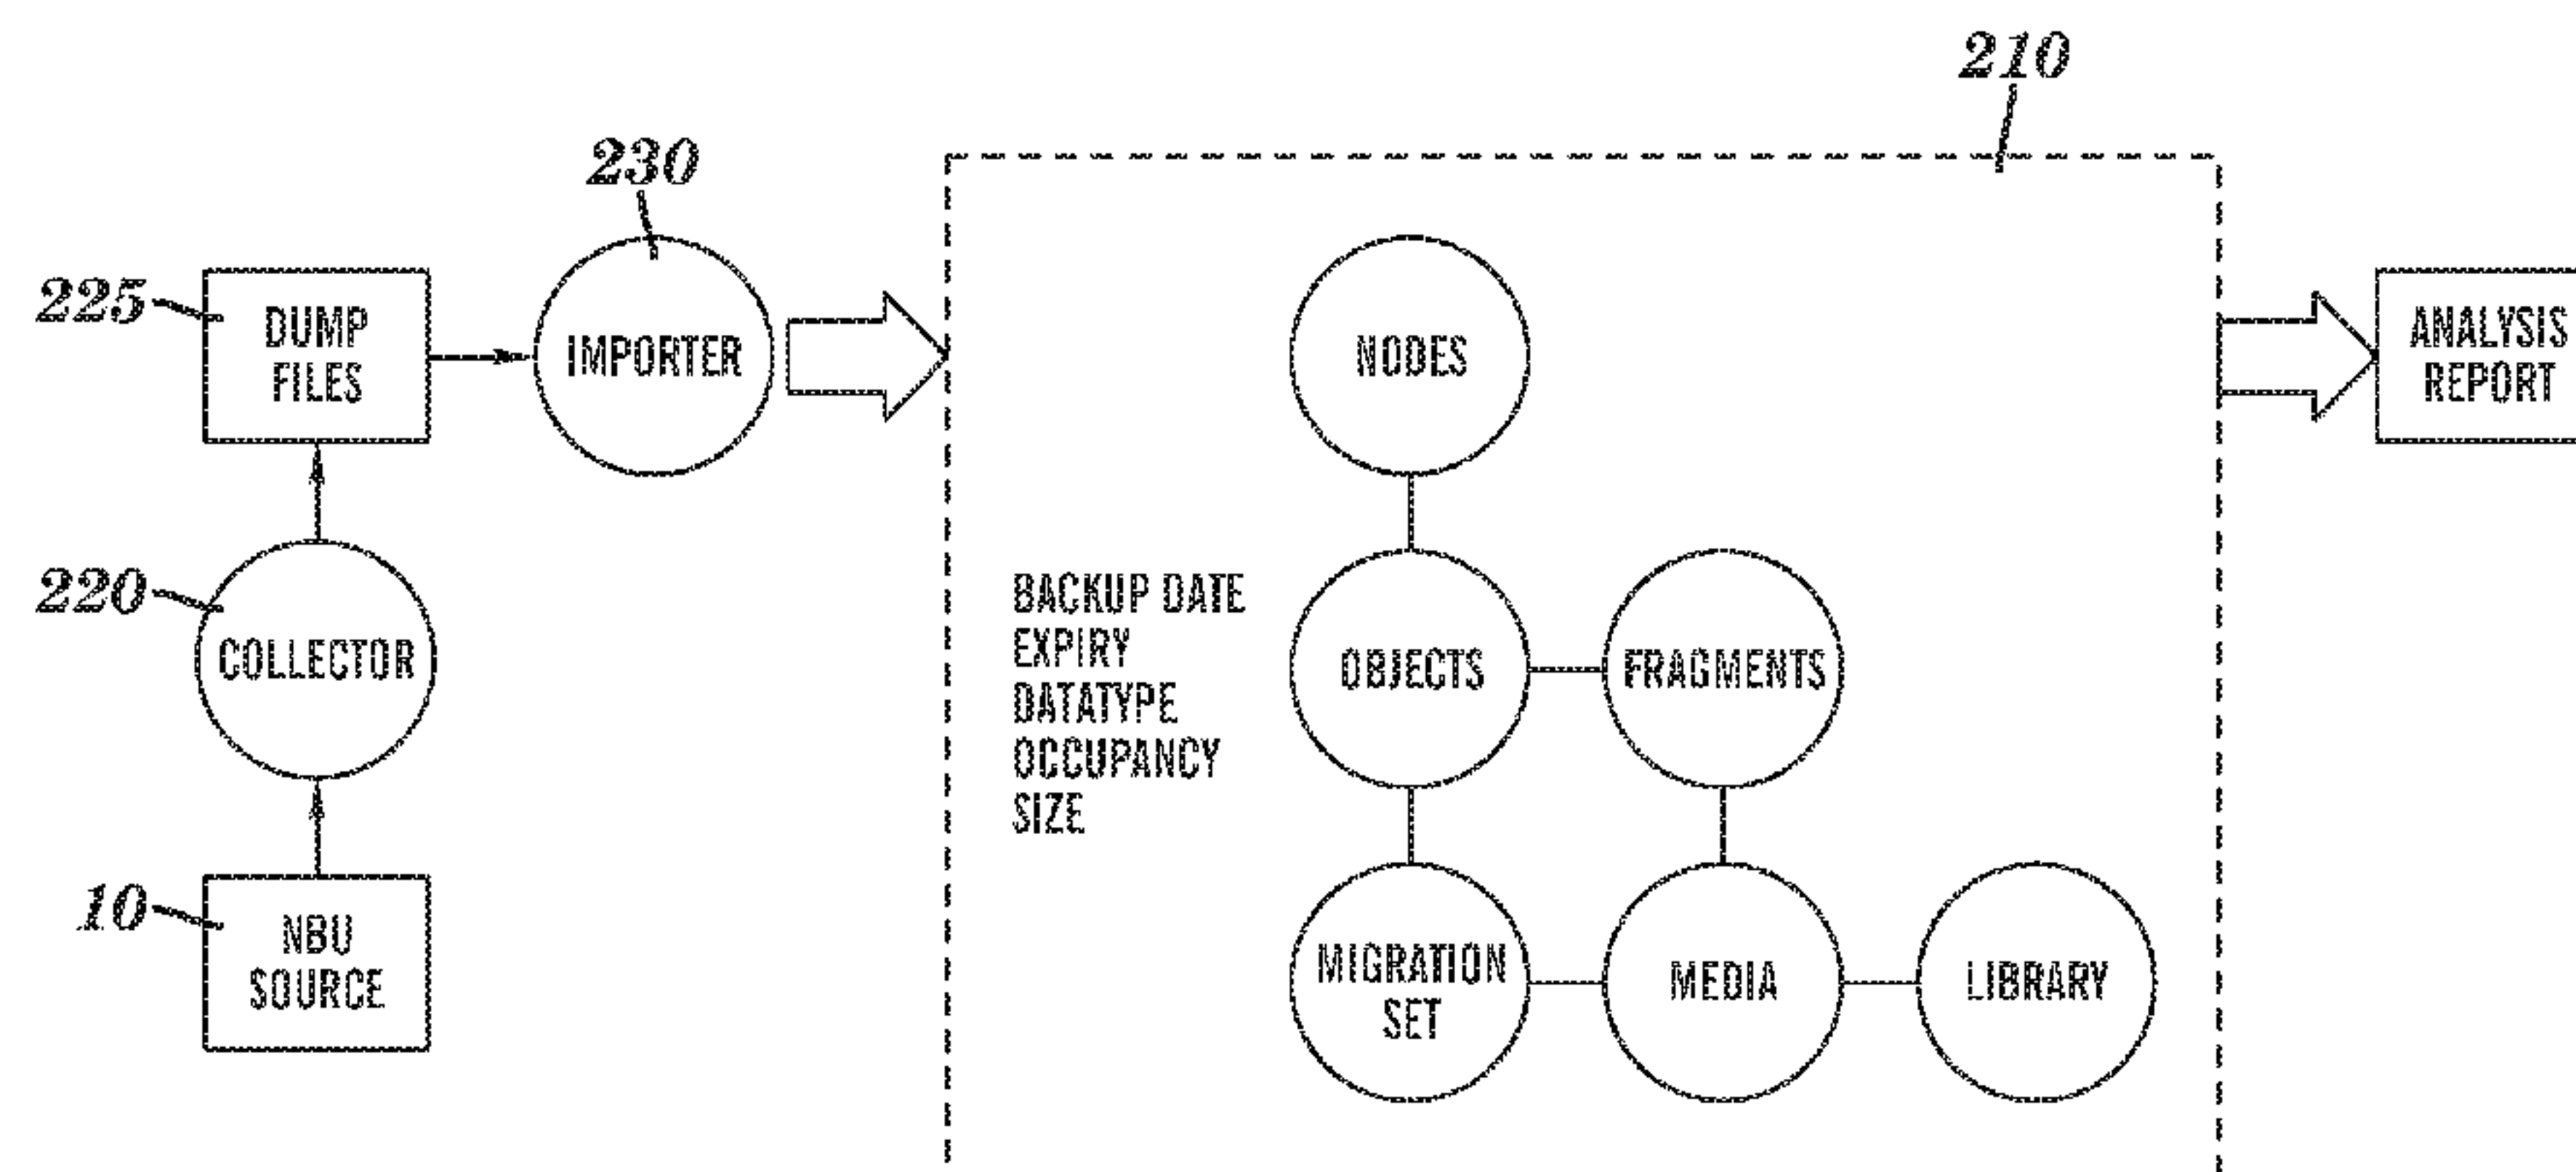 210
230
225
DUMP
FILES
IMPORTER
NODES
ANALYSIS
REPORT
220
COLLECTOR
BACKUP DATE
EXPIRY
DATATYPE
OCCUPANCY
SIZE
OBJECTS
FRAGMENTS
10
NBU
SOURCE
MIGRATION
SET
MEDIA
LIBRARY